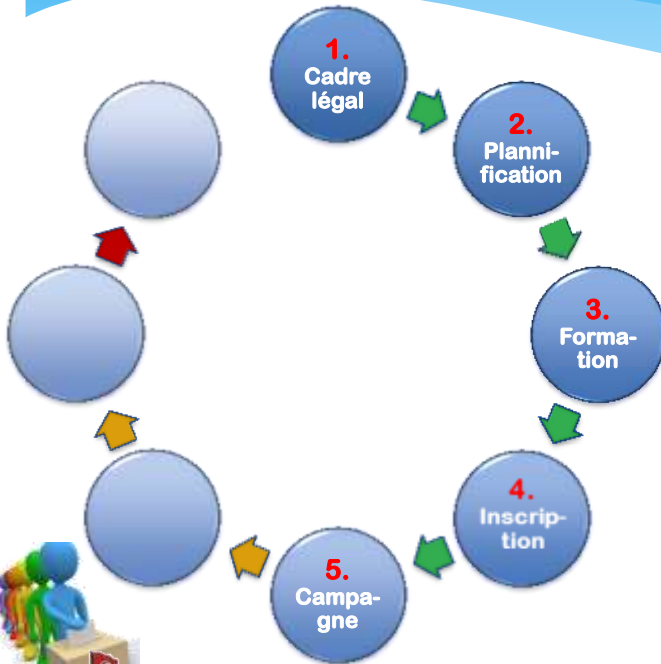 1.
Cadre
légal
2.
Planni-
fication
3.
Forma-
tion
4.
Inscrip-
tion
5.
Campa-
gne